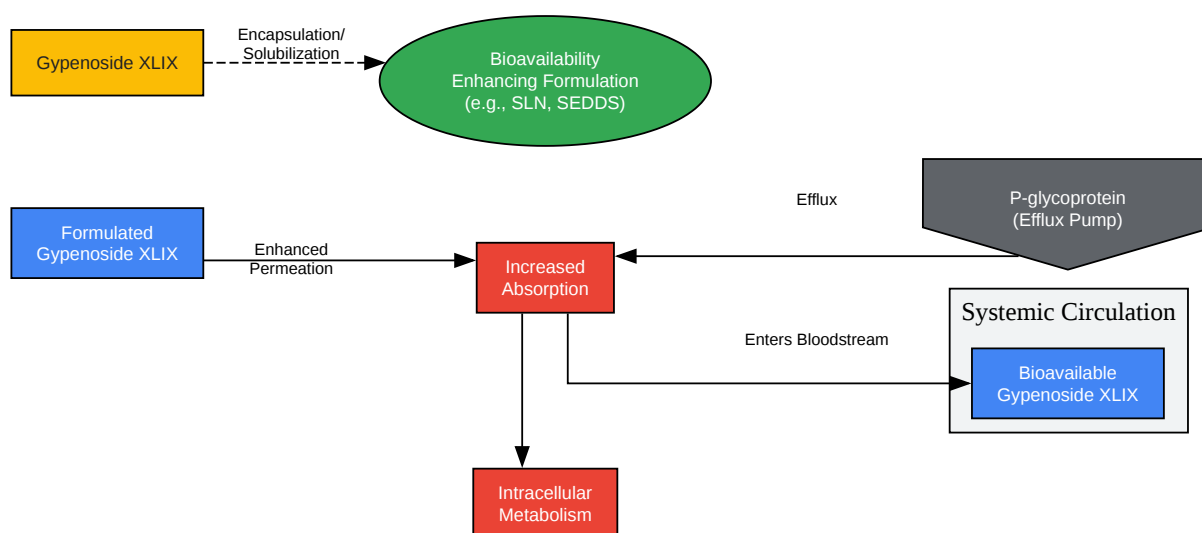 Gypenoside XLIX
Encapsulation/
Solubilization
Bioavailability
Enhancing Formulation
(e.g., SLN, SEDDS)
P-glycoprotein
(Efflux Pump)
Efflux
Formulated
Gypenoside XLIX
Enhanced
Permeation
Increased
Absorption
Systemic Circulation
Enters Bloodstream
Bioavailable
Gypenoside XLIX
Intracellular
Metabolism